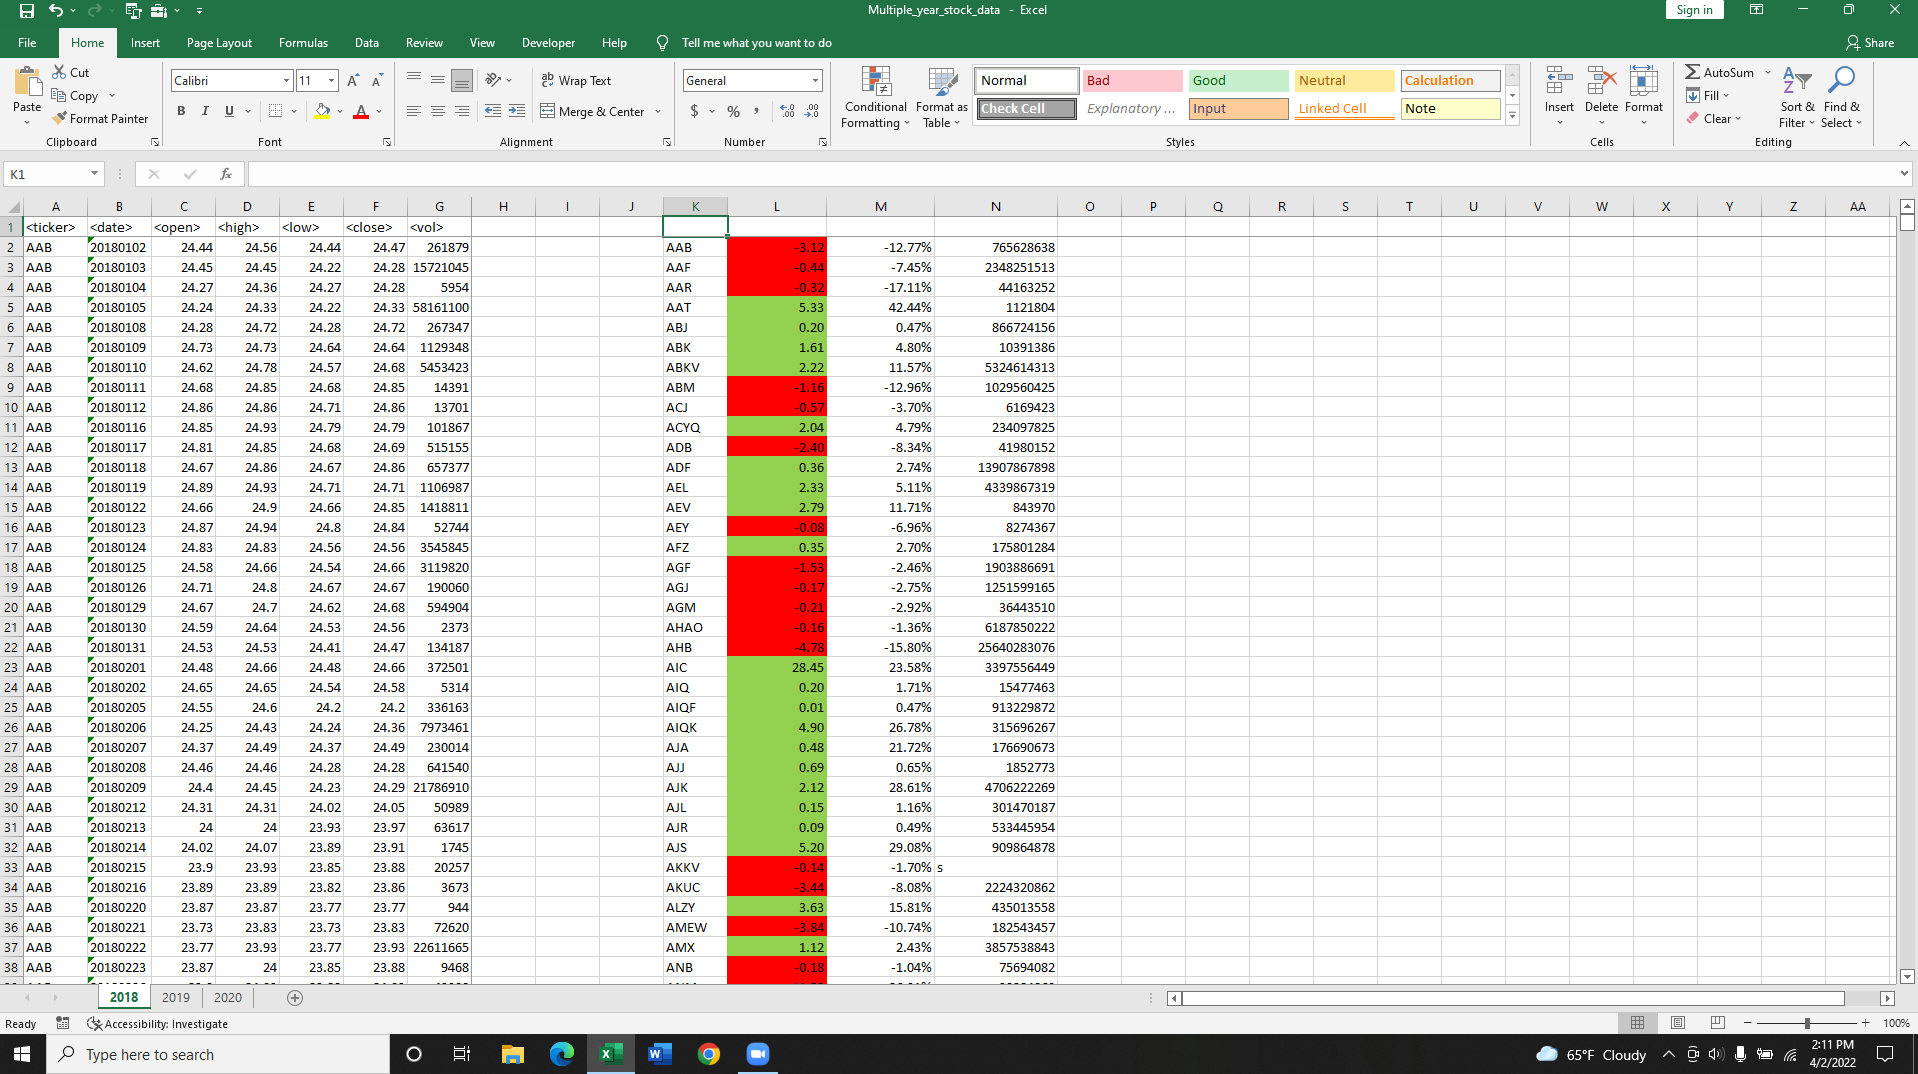 Multiple_year_stock_data - Excel
Sign in
File Home Insert Page Layout Formulas Data Review View Developer Help Tell me what you want to do Share
Paste
Cut
Copy
Format Painter
Clipboard
Calibri 11
B I U
Font
Wrap Text
Merge & Center
Alignment
General
$ % ,
Number
Conditional Formatting
Format as Table
Normal Bad Good Neutral Calculation
Check Cell Explanatory ... Input Linked Cell Note
Styles
Insert Delete Format
Cells
AutoSum
Fill
Clear
Sort & Filter
Find & Select
Editing
K1
fx
A B C D E F G H I J K L M N O P Q R S T U V W X Y Z AA
1 <ticker> <date> <open> <high> <low> <close> <vol>
2 AAB 20180102 24.44 24.56 24.44 24.47 261879 AAB -3.12 -12.77% 765628638
3 AAB 20180103 24.45 24.45 24.22 24.28 15721045 AAF -0.44 -7.45% 2348251513
4 AAB 20180104 24.27 24.36 24.27 24.28 5954 AAR -0.32 -17.11% 44163252
5 AAB 20180105 24.24 24.33 24.22 24.33 58161100 AAT 5.33 42.44% 1121804
6 AAB 20180108 24.28 24.72 24.28 24.72 267347 ABJ 0.20 0.47% 866724156
7 AAB 20180109 24.73 24.73 24.64 24.64 1129348 ABK 1.61 4.80% 10391386
8 AAB 20180110 24.62 24.78 24.57 24.68 5453423 ABKV 2.22 11.57% 5324614313
9 AAB 20180111 24.68 24.85 24.68 24.85 14391 ABM -1.16 -12.96% 1029560425
10 AAB 20180112 24.86 24.86 24.71 24.86 13701 ACJ -0.57 -3.70% 6169423
11 AAB 20180116 24.85 24.93 24.79 24.79 101867 ACYQ 2.04 4.79% 234097825
12 AAB 20180117 24.81 24.85 24.68 24.69 515155 ADB -2.40 -8.34% 41980152
13 AAB 20180118 24.67 24.86 24.67 24.86 657377 ADF 0.36 2.74% 13907867898
14 AAB 20180119 24.89 24.93 24.71 24.71 1106987 AEL 2.33 5.11% 4339867319
15 AAB 20180122 24.66 24.9 24.66 24.85 1418811 AEV 2.79 11.71% 843970
16 AAB 20180123 24.87 24.94 24.8 24.84 52744 AEY -0.08 -6.96% 8274367
17 AAB 20180124 24.83 24.83 24.56 24.56 3545845 AFZ 0.35 2.70% 175801284
18 AAB 20180125 24.58 24.66 24.54 24.66 3119820 AGF -1.53 -2.46% 1903886691
19 AAB 20180126 24.71 24.8 24.67 24.67 190060 AGJ -0.17 -2.75% 1251599165
20 AAB 20180129 24.67 24.7 24.62 24.68 594904 AGM -0.21 -2.92% 36443510
21 AAB 20180130 24.59 24.64 24.53 24.56 2373 AHAO -0.16 -1.36% 6187850222
22 AAB 20180131 24.53 24.53 24.41 24.47 134187 AHB -4.78 -15.80% 25640283076
23 AAB 20180201 24.48 24.66 24.48 24.66 372501 AIC 28.45 23.58% 3397556449
24 AAB 20180202 24.65 24.65 24.54 24.58 5314 AIQ 0.20 1.71% 15477463
25 AAB 20180205 24.55 24.6 24.2 24.2 336163 AIQF 0.01 0.47% 913229872
26 AAB 20180206 24.25 24.43 24.24 24.36 7973461 AIQK 4.90 26.78% 315696267
27 AAB 20180207 24.37 24.49 24.37 24.49 230014 AJA 0.48 21.72% 176690673
28 AAB 20180208 24.46 24.46 24.28 24.28 641540 AJJ 0.69 0.65% 1852773
29 AAB 20180209 24.4 24.45 24.23 24.29 21786910 AJK 2.12 28.61% 4706222269
30 AAB 20180212 24.31 24.31 24.02 24.05 50989 AJL 0.15 1.16% 301470187
31 AAB 20180213 24 24 23.93 23.97 63617 AJR 0.09 0.49% 533445954
32 AAB 20180214 24.02 24.07 23.89 23.91 1745 AJS 5.20 29.08% 909864878
33 AAB 20180215 23.9 23.93 23.85 23.88 20257 AKKV -0.14 -1.70% s
34 AAB 20180216 23.89 23.89 23.82 23.86 3673 AKUC -3.44 -8.08% 2224320862
35 AAB 20180220 23.87 23.87 23.77 23.77 944 ALZY 3.63 15.81% 435013558
36 AAB 20180221 23.73 23.83 23.73 23.83 72620 AMEW -3.84 -10.74% 182543457
37 AAB 20180222 23.77 23.93 23.77 23.93 22611665 AMX 1.12 2.43% 3857538843
38 AAB 20180223 23.87 24 23.85 23.88 9468 ANB -0.18 -1.04% 75694082
2018 2019 2020
Ready Accessibility: Investigate 100%
Type here to search
65°F Cloudy
2:11 PM
4/2/2022